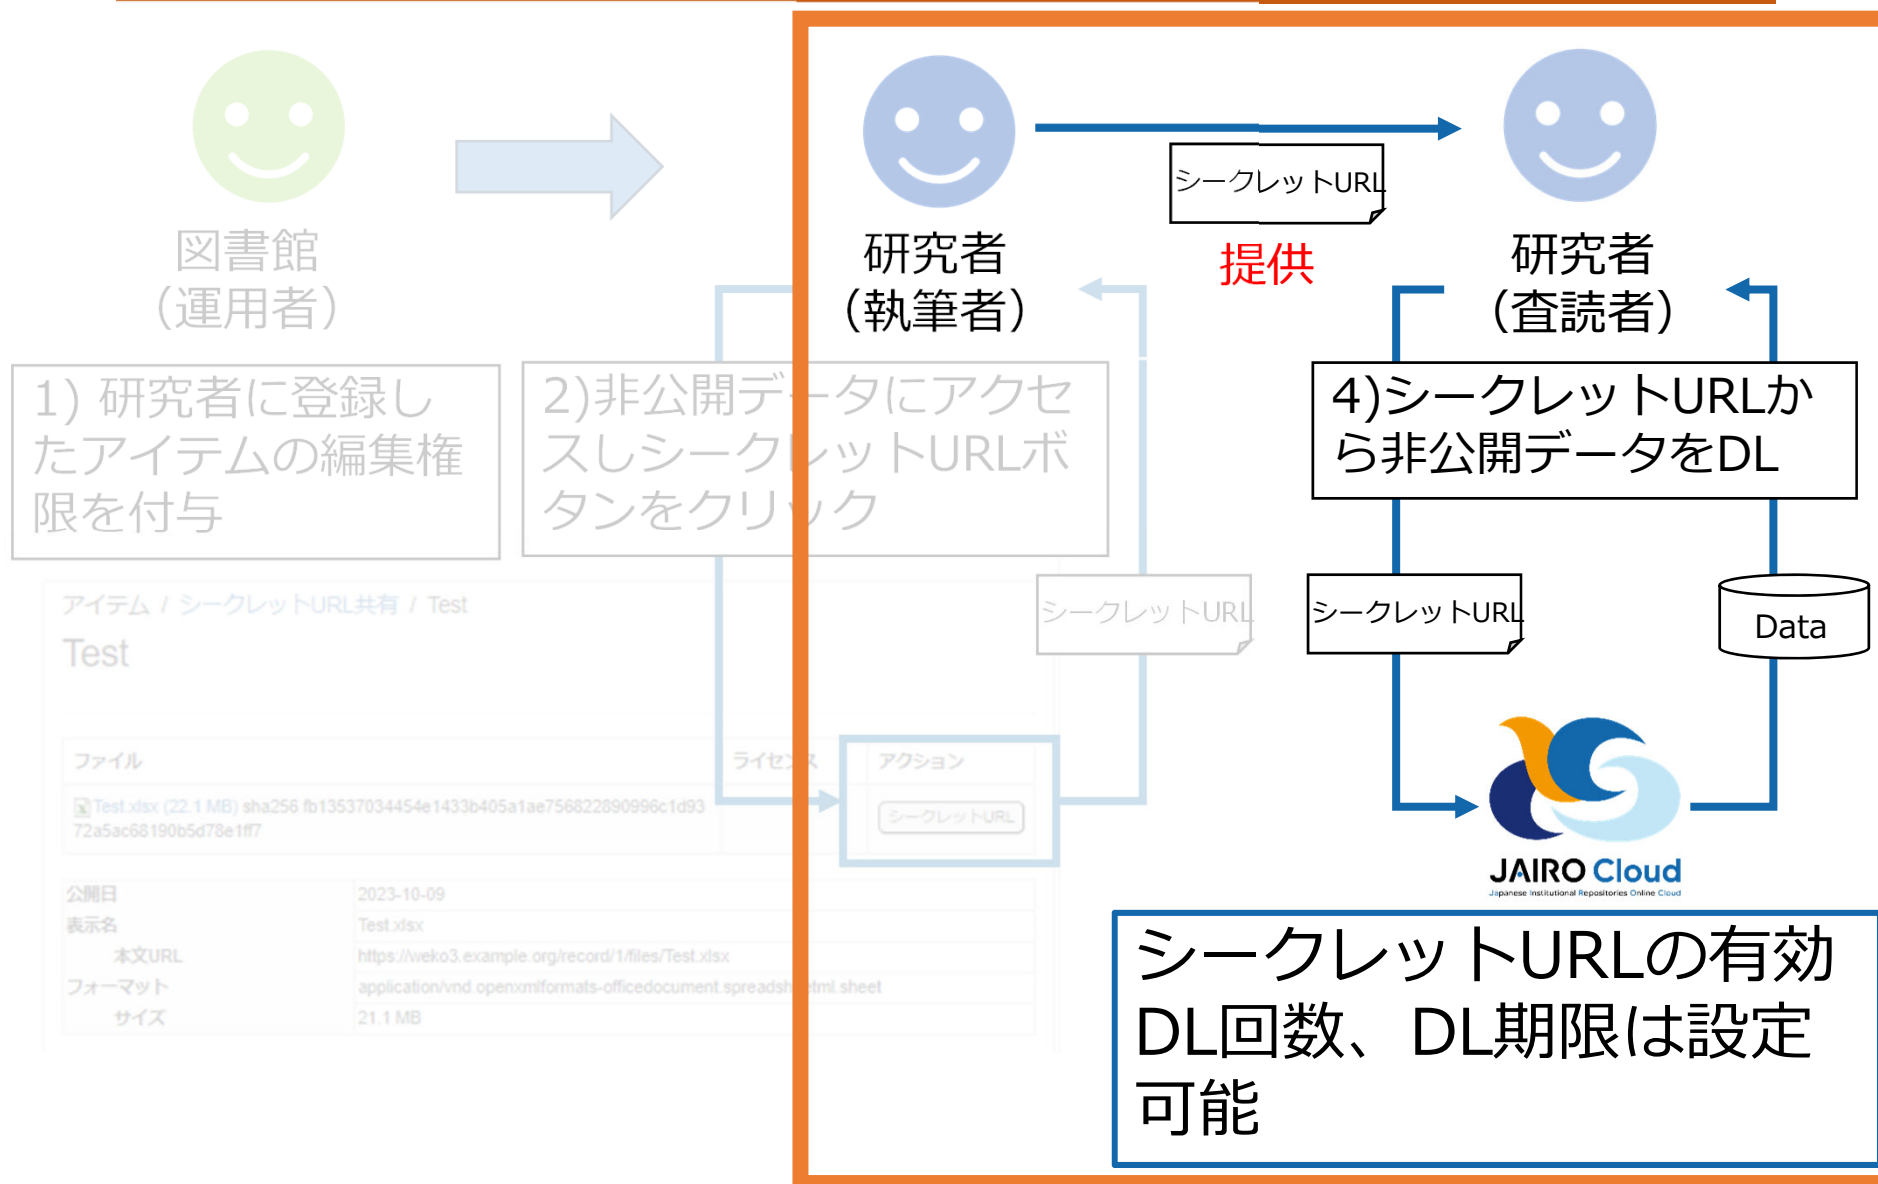 図書館
（運用者）
研究者
（執筆者）
シークレットURL
提供
研究者
（査読者）
1) 研究者に登録し
たアイテムの編集権
限を付与
2)非公開データにアクセ
スしシークレットURLボ
タンをクリック
4)シークレットURLか
ら非公開データをDL
シークレットURL
シークレットURL
Data
アイテム / シークレットURL共有 / Test
Test
ファイル ライセンス アクション
Test.xlsx (22.1 MB) sha256 fb13537034454e1433b405a1ae756822890996c1d93
72a5ac68190b5d78e1ff7
シークレットURL
公開日 2023-10-09
表示名 Test.xlsx
本文URL https://weko3.example.org/record/1/files/Test.xlsx
フォーマット application/vnd.openxmlformats-officedocument.spreadsheetml.sheet
サイズ 21.1 MB
JAIRO Cloud
Japanese Institutional Repositories Online Cloud
シークレットURLの有効
DL回数、DL期限は設定
可能